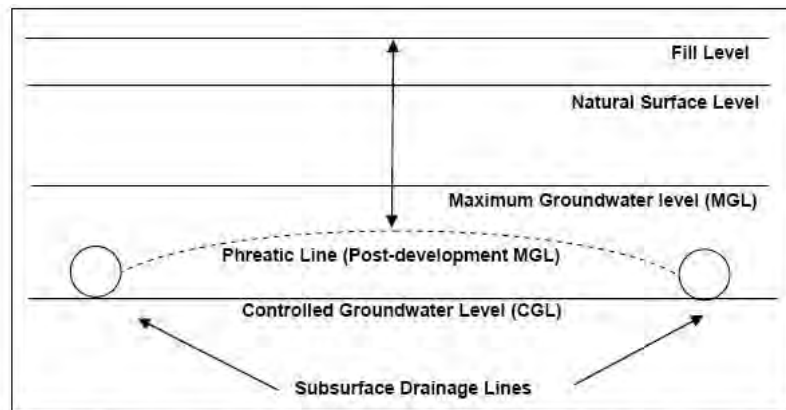 Fill Level
Natural Surface Level
Maximum Groundwater level (MGL)
Phreatic Line (Post-development MGL)
Controlled Groundwater Level (CGL)
Subsurface Drainage Lines